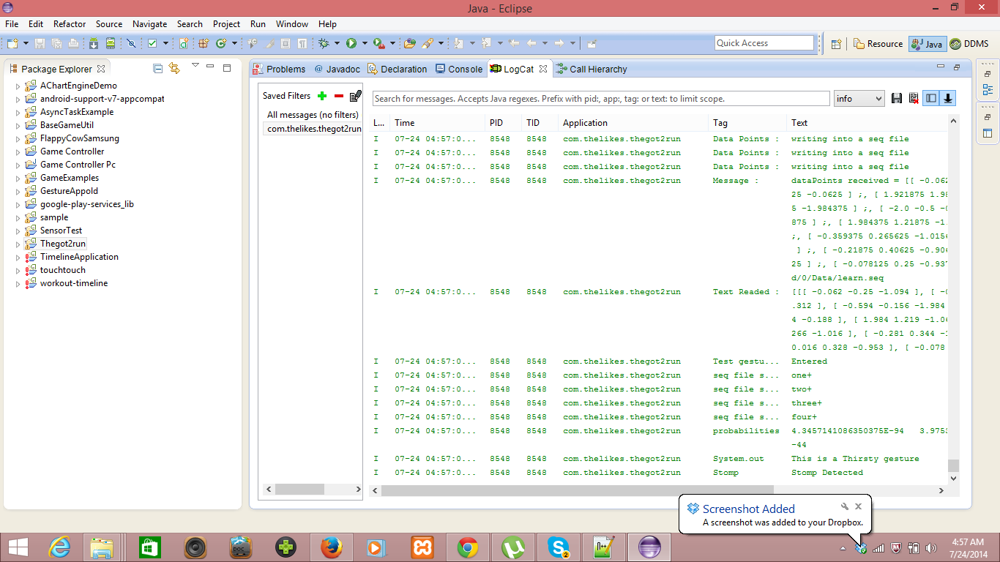 Java - Eclipse
File Edit Refactor Source Navigate Search Project Run Window Help
Quick Access
Resource
Java
DDMS
Package Explorer
AChartEngineDemo
android-support-v7-appcompat
AsyncTaskExample
BaseGameUtil
FlappyCowSamsung
Game Controller
Game Controller Pc
GameExamples
GestureAppold
google-play-services_lib
sample
SensorTest
Thegot2run
TimelineApplication
touchtouch
workout-timeline
Problems @ Javadoc Declaration Console LogCat Call Hierarchy
Saved Filters
All messages (no filters)
com.thelikes.thegot2run
Search for messages. Accepts Java regexes. Prefix with pid:, app:, tag: or text: to limit scope.
info
L... Time PID TID Application Tag Text
I 07-24 04:57:0... 8548 8548 com.thelikes.thegot2run Data Points : writing into a seq file
I 07-24 04:57:0... 8548 8548 com.thelikes.thegot2run Data Points : writing into a seq file
I 07-24 04:57:0... 8548 8548 com.thelikes.thegot2run Data Points : writing into a seq file
I 07-24 04:57:0... 8548 8548 com.thelikes.thegot2run Message : dataPoints received = [[ -0.062
25 -0.0625 ] ;, [ 1.921875 1.98
5 -1.984375 ] ;, [ -2.0 -0.5 -0
875 ] ;, [ 1.984375 1.21875 -1.
;, [ -0.359375 0.265625 -1.0156
] ;, [ -0.21875 0.40625 -0.906
25 ] ;, [ -0.078125 0.25 -0.937
d/0/Data/learn.seq
I 07-24 04:57:0... 8548 8548 com.thelikes.thegot2run Text Readed : [[[ -0.062 -0.25 -1.094 ], [ -0
.312 ], [ -0.594 -0.156 -1.984
4 -0.188 ], [ 1.984 1.219 -1.06
266 -1.016 ], [ -0.281 0.344 -1
0.016 0.328 -0.953 ], [ -0.078
I 07-24 04:57:0... 8548 8548 com.thelikes.thegot2run Test gestu... Entered
I 07-24 04:57:0... 8548 8548 com.thelikes.thegot2run seq file s... one+
I 07-24 04:57:0... 8548 8548 com.thelikes.thegot2run seq file s... two+
I 07-24 04:57:0... 8548 8548 com.thelikes.thegot2run seq file s... three+
I 07-24 04:57:0... 8548 8548 com.thelikes.thegot2run seq file s... four+
I 07-24 04:57:0... 8548 8548 com.thelikes.thegot2run probabilities 4.3457141086350375E-94 3.9753
-44
I 07-24 04:57:0... 8548 8548 com.thelikes.thegot2run System.out This is a Thirsty gesture
I 07-24 04:57:0... 8548 8548 com.thelikes.thegot2run Stomp Stomp Detected
Screenshot Added
A screenshot was added to your Dropbox.
DOC
2
4:57 AM
7/24/2014